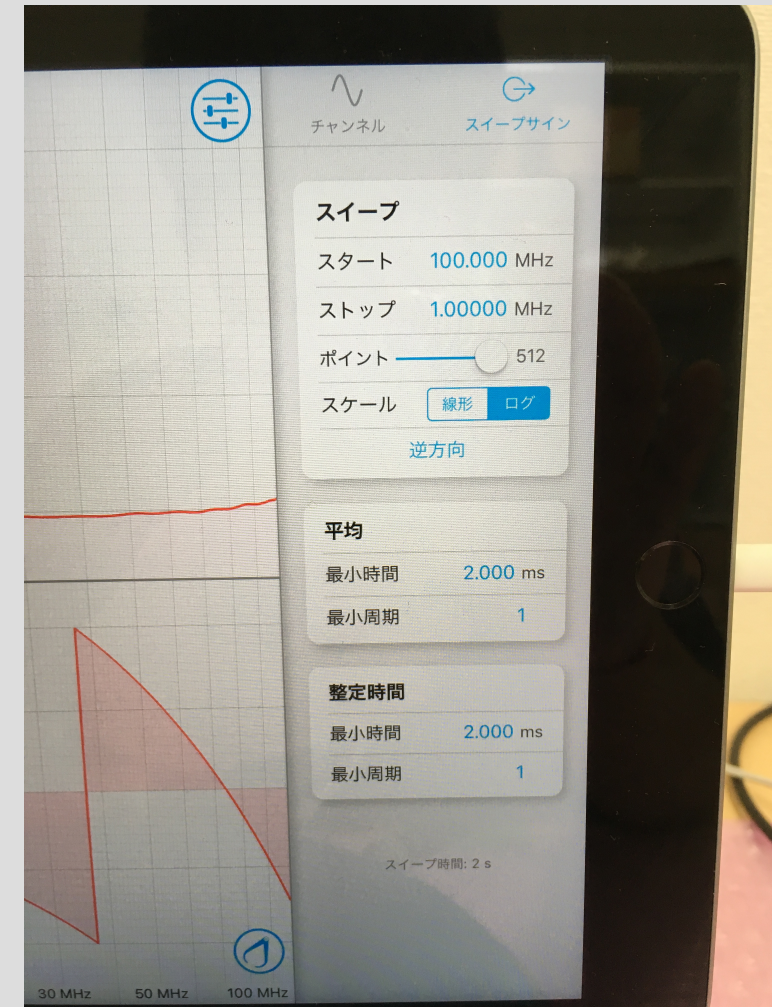 チャンネル
スイープサイン
スイープ
スタート 100.000 MHz
ストップ 1.00000 MHz
ポイント 512
スケール 線形 ログ
逆方向
平均
最小時間 2.000 ms
最小周期 1
整定時間
最小時間 2.000 ms
最小周期 1
スイープ時間: 2 s
30 MHz 50 MHz 100 MHz